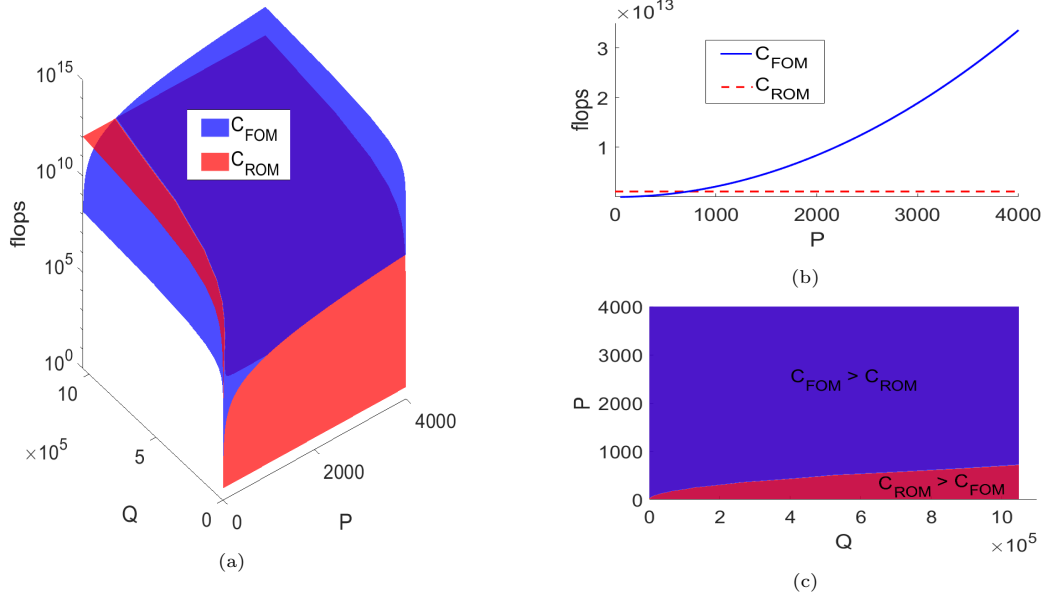 10^15
10^10
10^5
10^0
flops
C_FOM
C_ROM
10
5
0
×10^5
Q
0
2000
4000
P
(a)
×10^13
3
2
1
flops
C_FOM
C_ROM
0
1000
2000
3000
4000
P
(b)
4000
3000
2000
1000
0
P
C_FOM > C_ROM
C_ROM > C_FOM
0
2
4
6
8
10
×10^5
Q
(c)